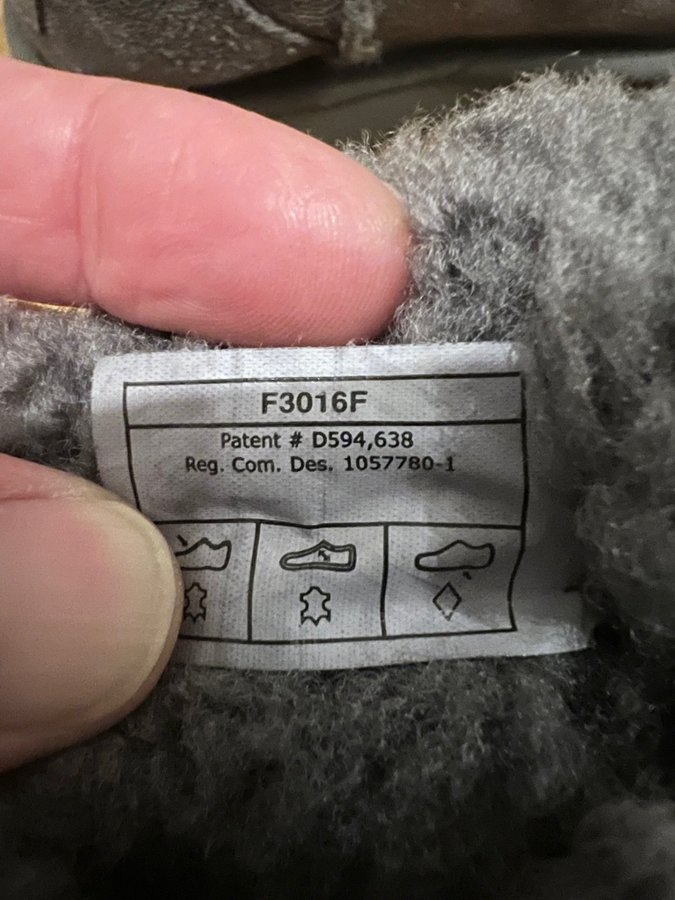 F3016F
Patent # D594,638
Reg. Com. Des. 1057780-1